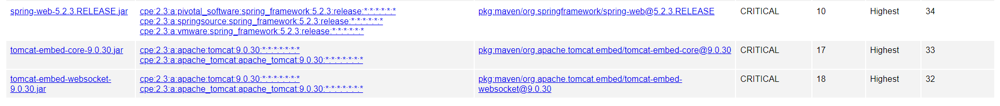 spring-web-5.2.3.RELEASE.jar
cpe:2.3:a:pivotal_software:spring_framework:5.2.3:release:*:*:*:*:*:*
cpe:2.3:a:springsource:spring_framework:5.2.3:release:*:*:*:*:*:*
cpe:2.3:a:vmware:spring_framework:5.2.3:release:*:*:*:*:*:*
pkg:maven/org.springframework/spring-web@5.2.3.RELEASE
CRITICAL
10
Highest
34
tomcat-embed-core-9.0.30.jar
cpe:2.3:a:apache:tomcat:9.0.30:*:*:*:*:*:*:*
cpe:2.3:a:apache_tomcat:apache_tomcat:9.0.30:*:*:*:*:*:*:*
pkg:maven/org.apache.tomcat.embed/tomcat-embed-core@9.0.30
CRITICAL
17
Highest
33
tomcat-embed-websocket-
9.0.30.jar
cpe:2.3:a:apache:tomcat:9.0.30:*:*:*:*:*:*:*
cpe:2.3:a:apache_tomcat:apache_tomcat:9.0.30:*:*:*:*:*:*:*
pkg:maven/org.apache.tomcat.embed/tomcat-embed-
websocket@9.0.30
CRITICAL
18
Highest
32